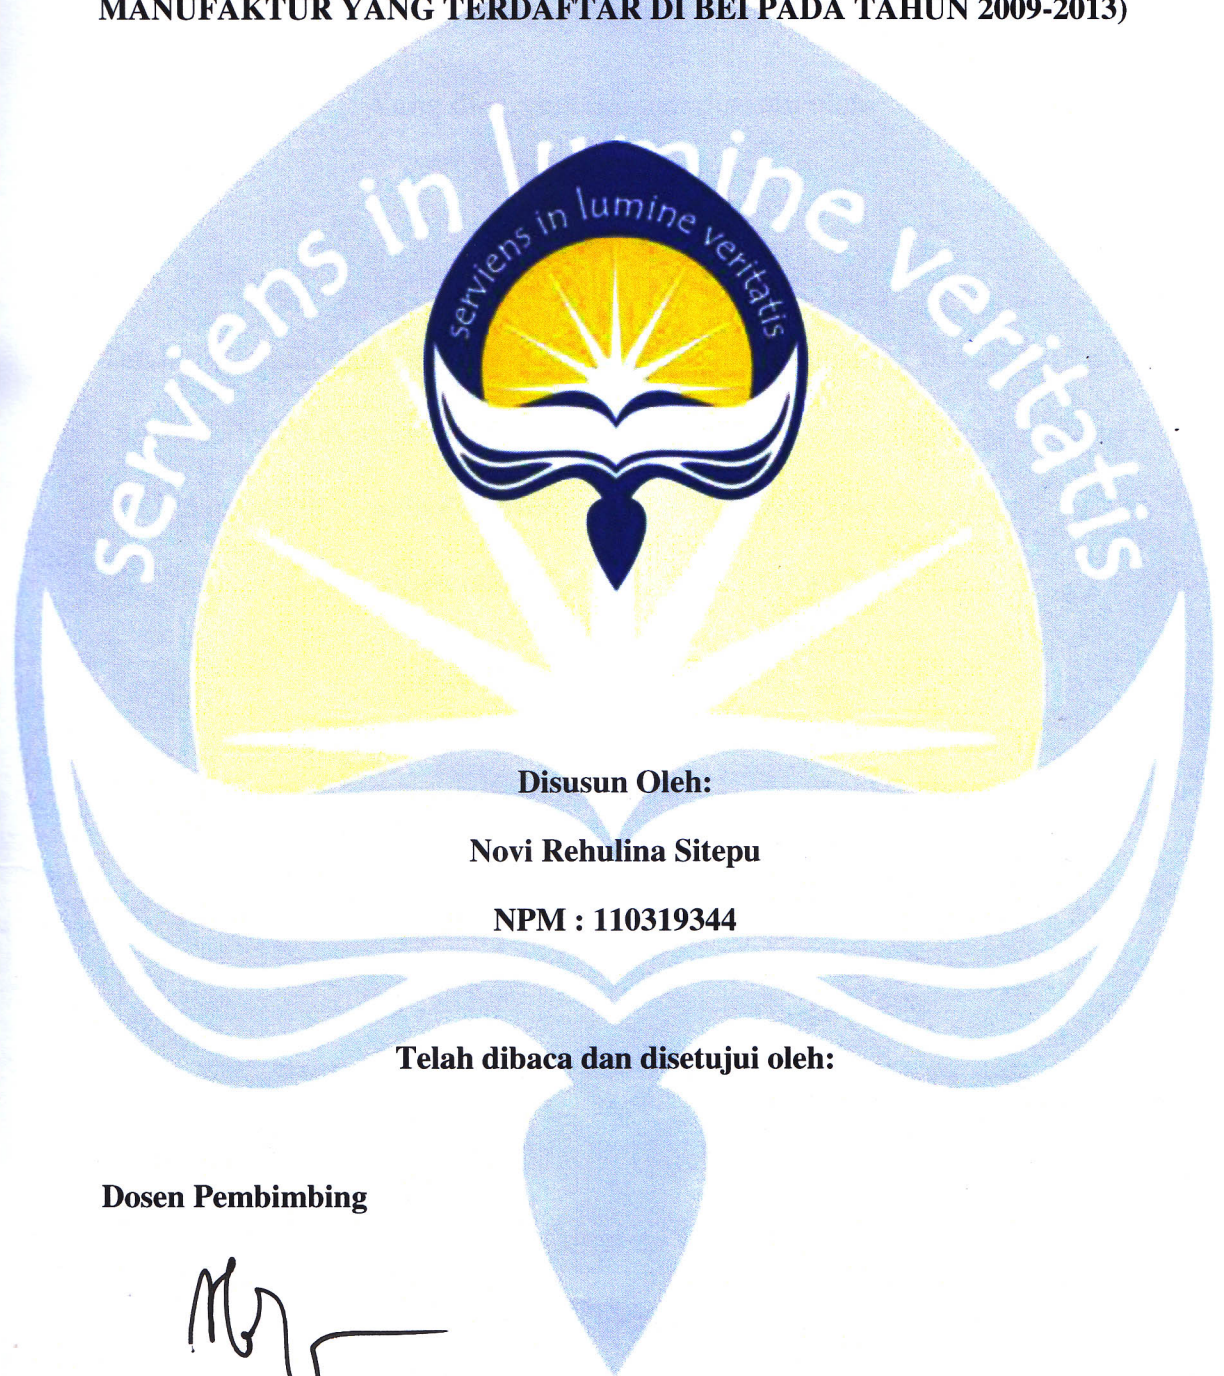 MANUFAKTUR YANG TERDAFTAR DI BEI PADA TAHUN 2009-2013)
serviens in lumine veritatis
serviens in lumine veritatis
Disusun Oleh:
Novi Rehulina Sitepu
NPM : 110319344
Telah dibaca dan disetujui oleh:
Dosen Pembimbing